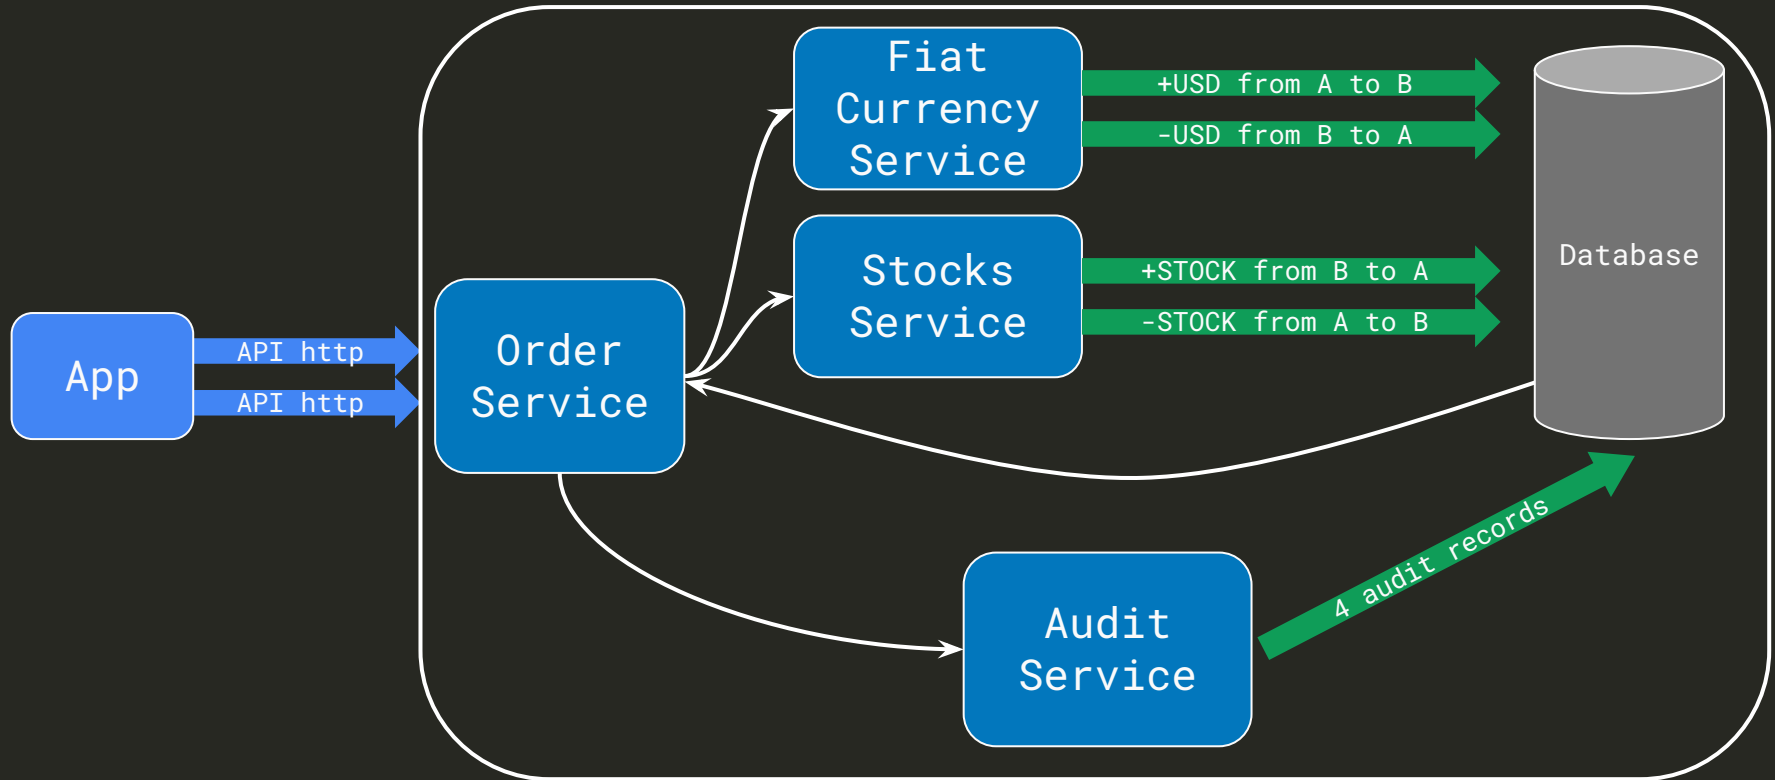 App
API http
API http
Order
Service
Fiat
Currency
Service
+USD from A to B
-USD from B to A
Stocks
Service
+STOCK from B to A
-STOCK from A to B
Database
Audit
Service
4 audit records